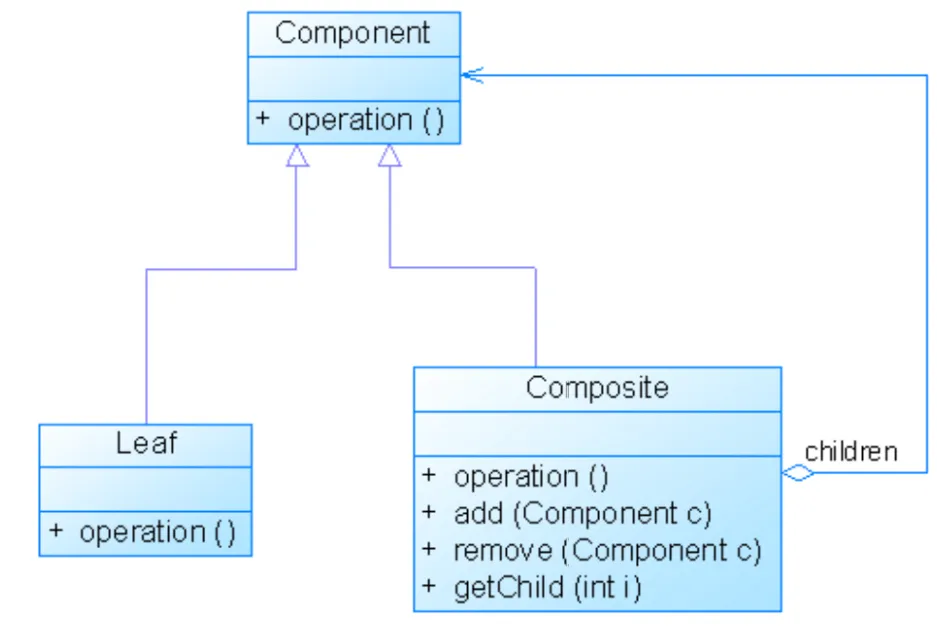 Component
+ operation ()
Leaf
+ operation ()
Composite
+ operation ()
+ add (Component c)
+ remove (Component c)
+ getChild (int i)
children